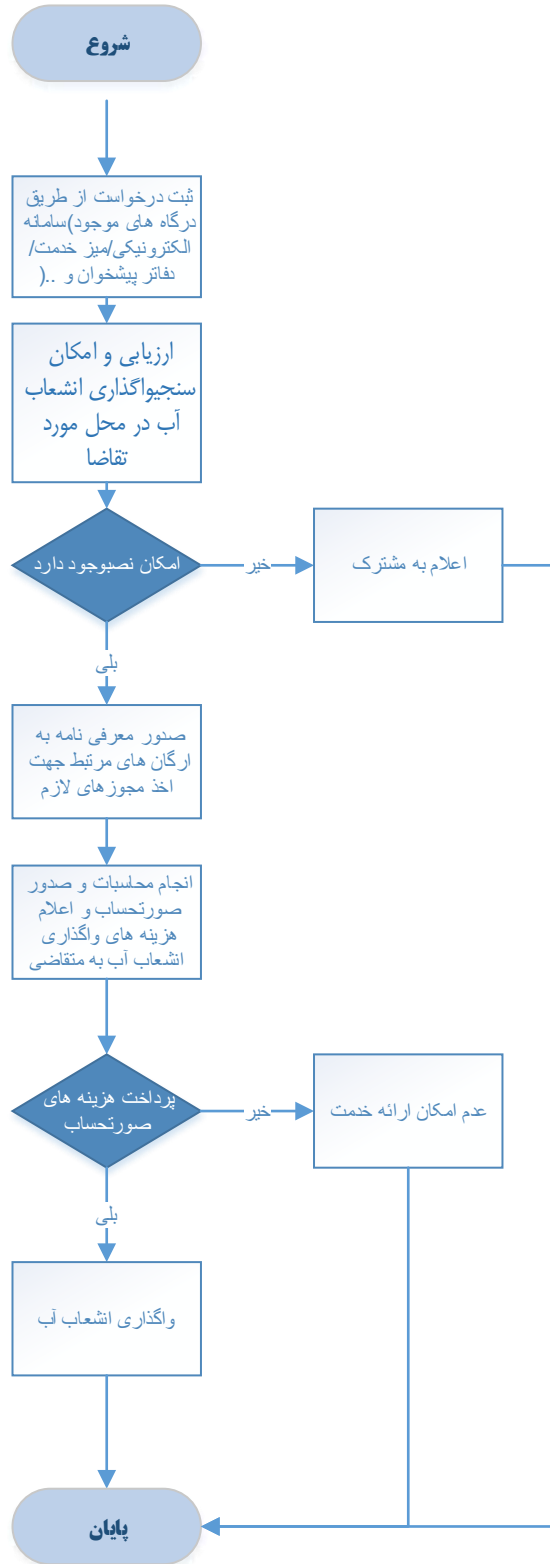 شروع
ثبت درخواست از طریق
درگاه های موجود)سامانه
الکترونیکی/میز خدمت/
دفاتر پیشخوان و ..(
ارزیابی و امکان
سنجیواگذاری انشعاب
آب در محل مورد
تقاضا
امکان نصبوجود دارد
خیر
اعلام به مشترک
بلی
صدور معرفی نامه به
ارگان های مرتبط جهت
اخذ مجوزهای لازم
انجام محاسبات و صدور
صورتحساب و اعلام
هزینه های واگذاری
انشعاب آب به متقاضی
پرداخت هزینه های
صورتحساب
خیر
عدم امکان ارائه خدمت
بلی
واگذاری انشعاب آب
پایان